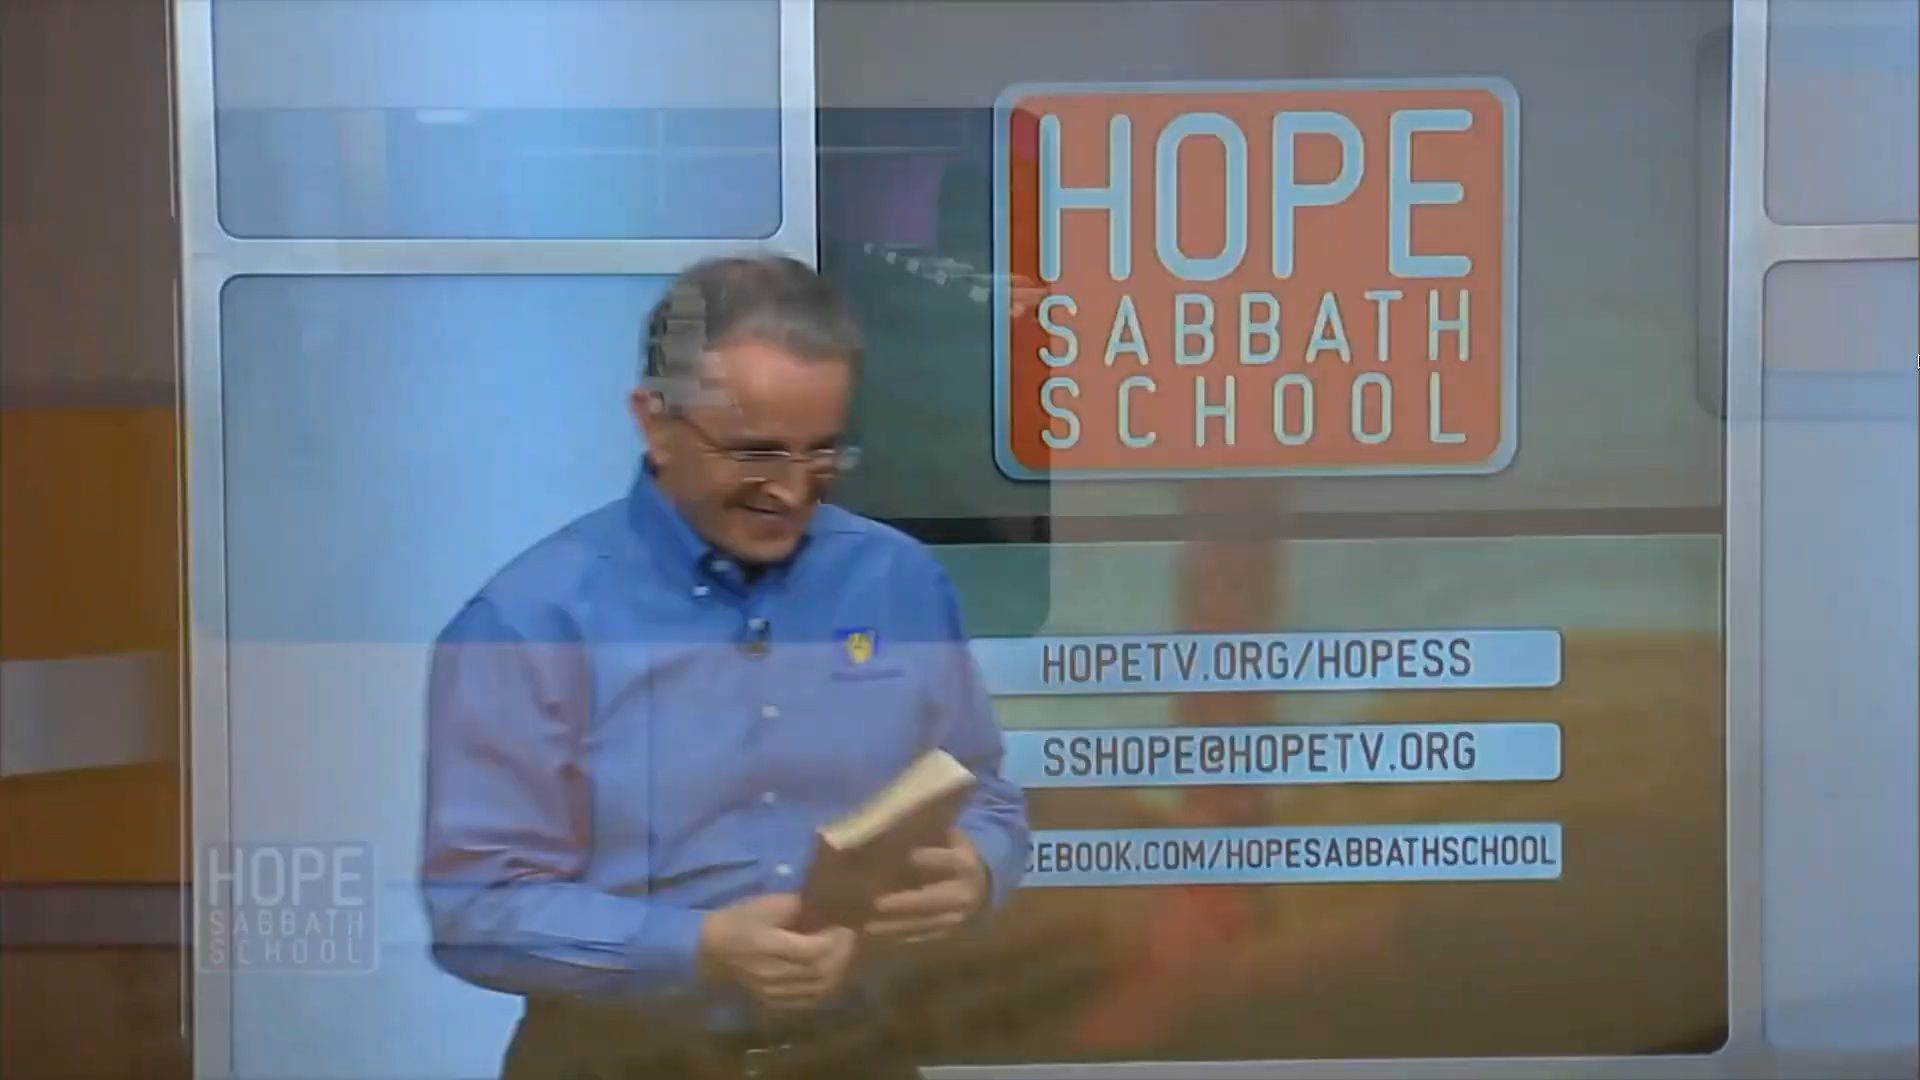 HOPE
SABBATH
SCHOOL
HOPETV.ORG/HOPESS
SSHOPE@HOPETV.ORG
CEBOOK.COM/HOPESABBATHSCHOOL
HOPE
SABBATH
SCHOOL